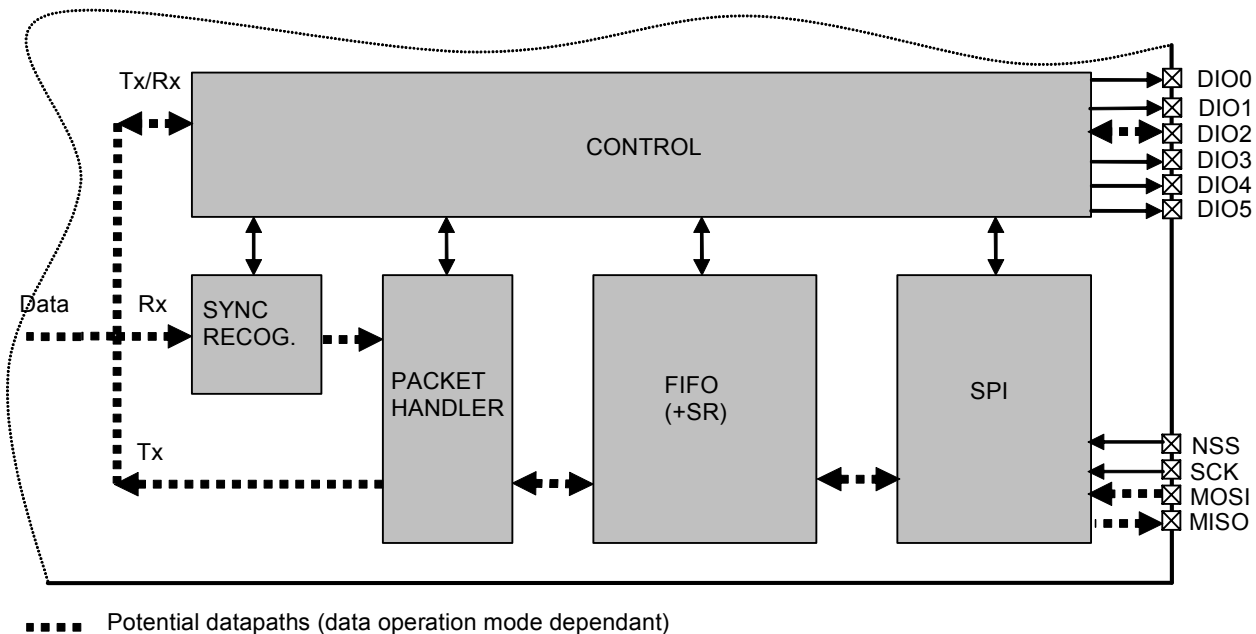 Tx/Rx
CONTROL
DIO0
DIO1
DIO2
DIO3
DIO4
DIO5
Data
Rx
SYNC
RECOG.
PACKET
HANDLER
FIFO
(+SR)
SPI
Tx
NSS
SCK
MOSI
MISO
Potential datapaths (data operation mode dependant)